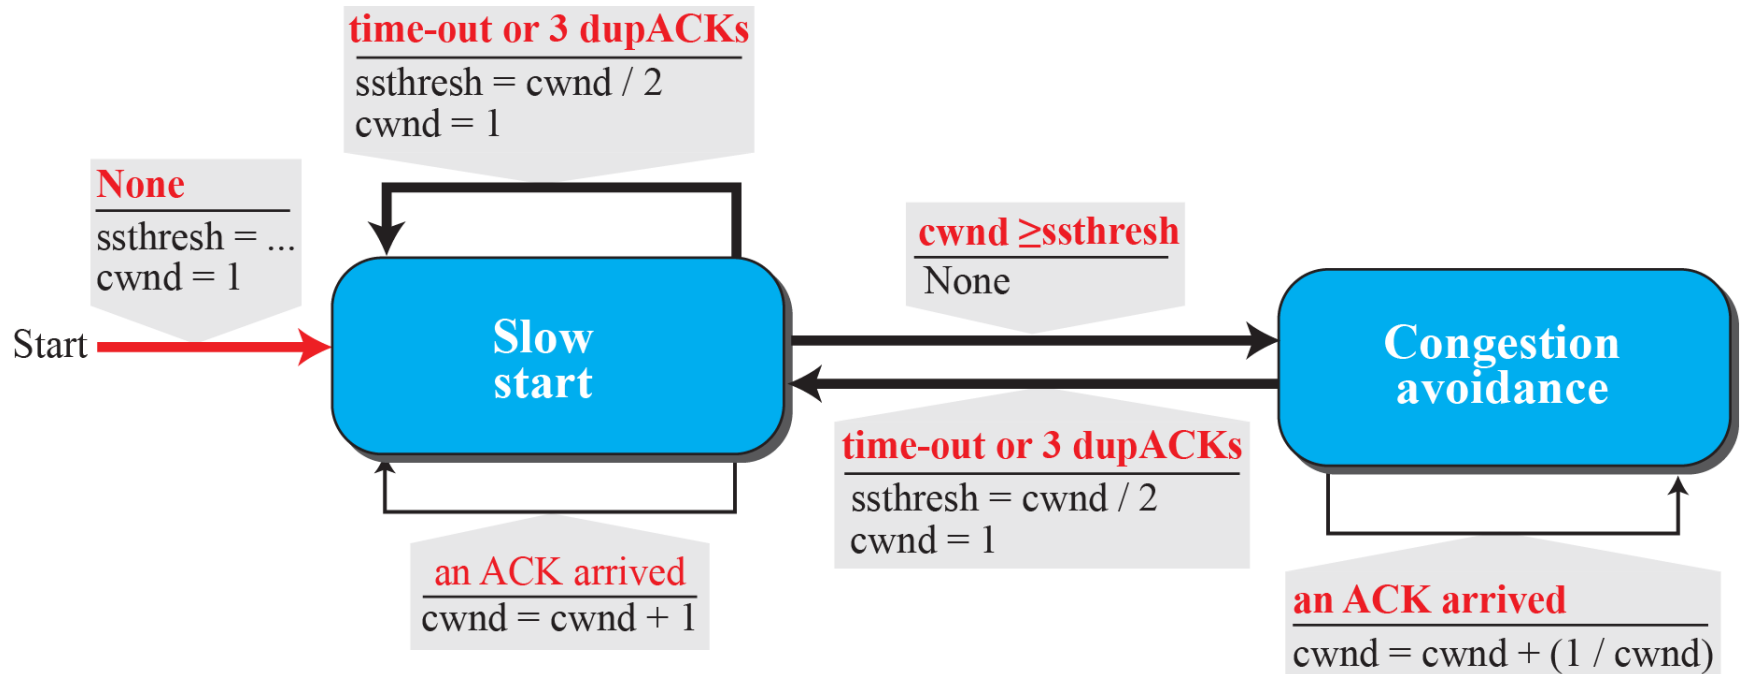 time-out or 3 dupACKs
ssthresh = cwnd / 2
cwnd = 1
None
ssthresh = ...
cwnd = 1
Start
Slow
start
cwnd ≥ssthresh
None
Congestion
avoidance
time-out or 3 dupACKs
ssthresh = cwnd / 2
cwnd = 1
an ACK arrived
cwnd = cwnd + 1
an ACK arrived
cwnd = cwnd + (1 / cwnd)